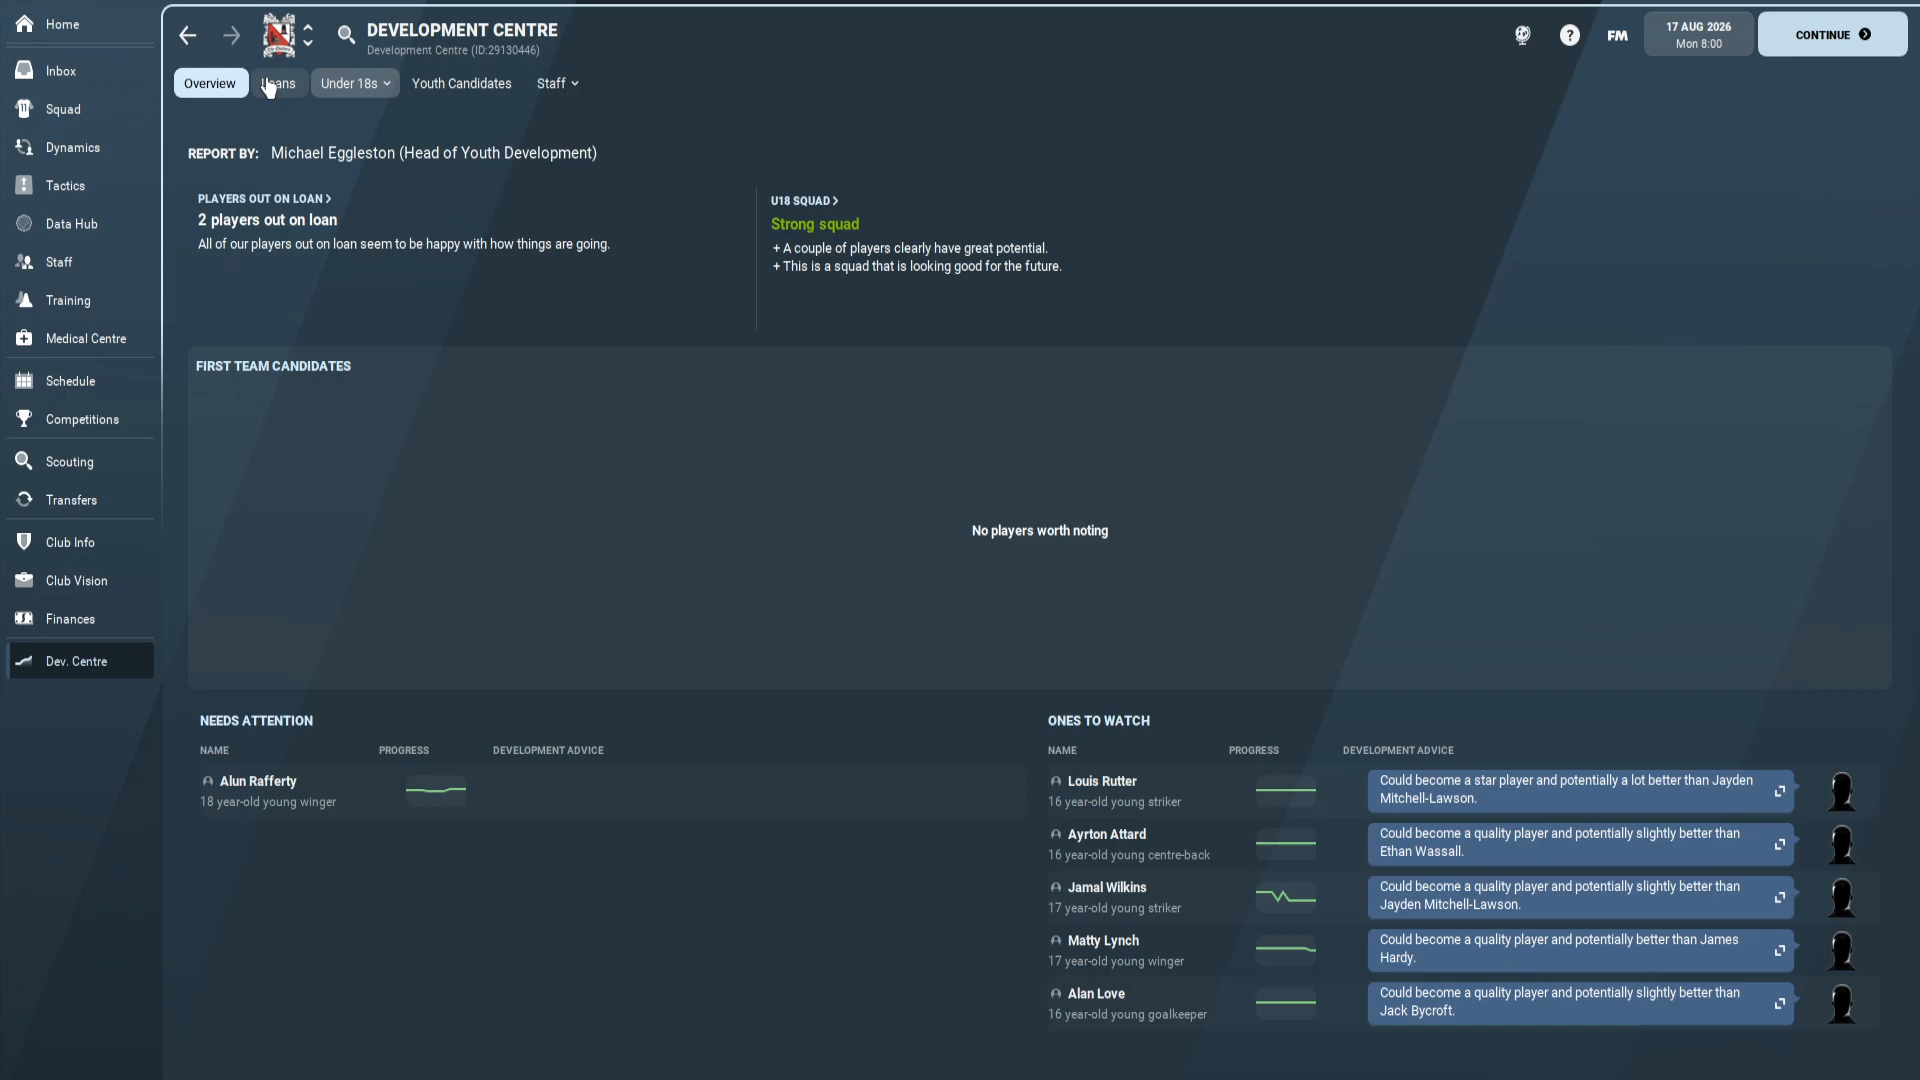 Home
Inbox
Squad
Dynamics
Tactics
Data Hub
Staff
Training
Medical Centre
Schedule
Competitions
Scouting
Transfers
Club Info
Club Vision
Finances
Dev. Centre
DEVELOPMENT CENTRE
Development Centre (ID:29130446)
FM
17 AUG 2026
Mon 8:00
CONTINUE
Overview
Under 18s
Youth Candidates
Staff
REPORT BY: Michael Eggleston (Head of Youth Development)
PLAYERS OUT ON LOAN >
2 players out on loan
All of our players out on loan seem to be happy with how things are going.
U18 SQUAD >
Strong squad
+ A couple of players clearly have great potential.
+ This is a squad that is looking good for the future.
FIRST TEAM CANDIDATES
No players worth noting
NEEDS ATTENTION
NAME PROGRESS DEVELOPMENT ADVICE
Alun Rafferty
18 year-old young winger
ONES TO WATCH
NAME PROGRESS DEVELOPMENT ADVICE
Louis Rutter
16 year-old young striker
Could become a star player and potentially a lot better than Jayden
Mitchell-Lawson.
Ayrton Attard
16 year-old young centre-back
Could become a quality player and potentially slightly better than
Ethan Wassall.
Jamal Wilkins
17 year-old young striker
Could become a quality player and potentially slightly better than
Jayden Mitchell-Lawson.
Matty Lynch
17 year-old young winger
Could become a quality player and potentially better than James
Hardy.
Alan Love
16 year-old young goalkeeper
Could become a quality player and potentially slightly better than
Jack Bycroft.